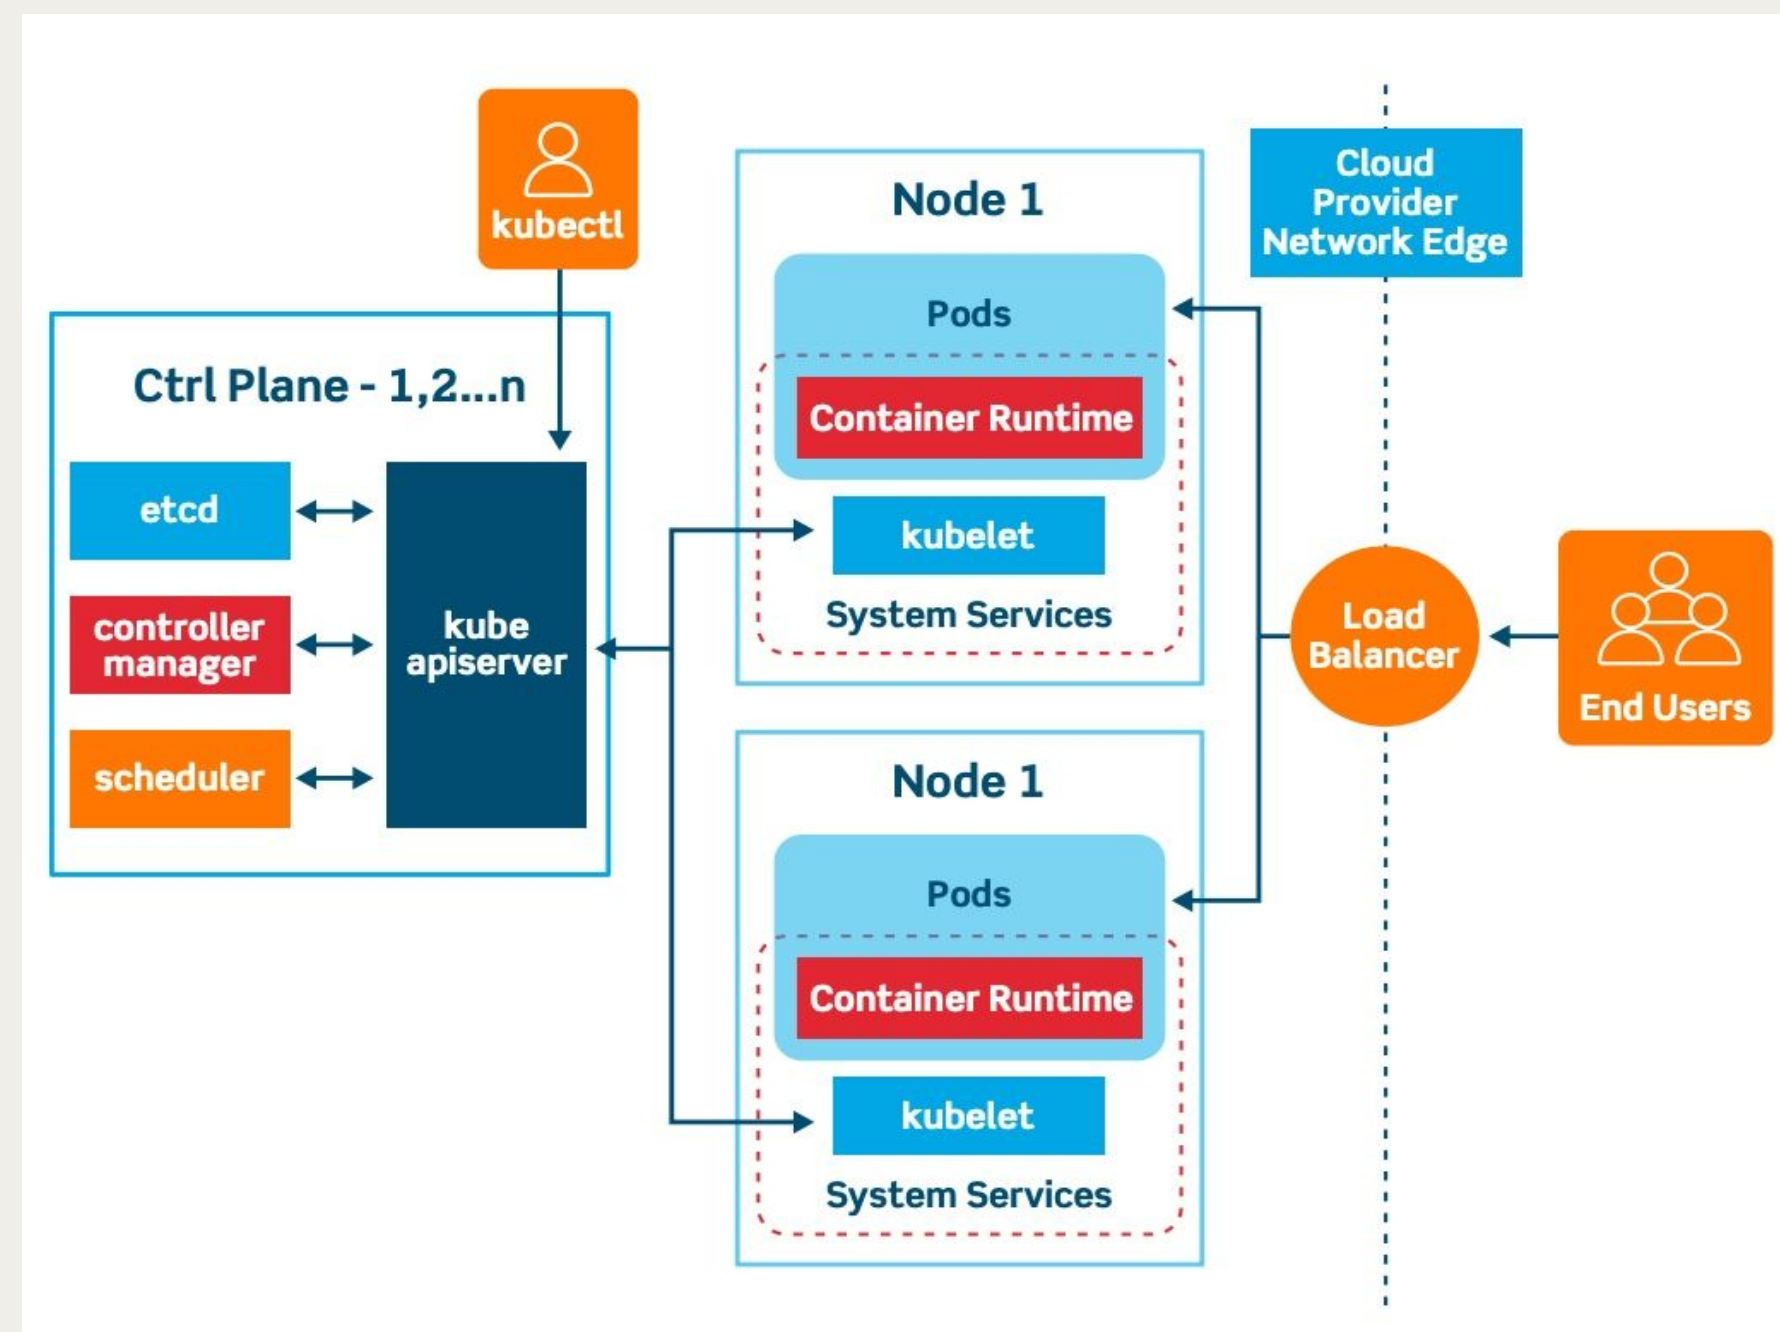 kubectl
Ctrl Plane - 1,2...n
etcd
controller
manager
scheduler
kube
apiserver
Node 1
Pods
Container Runtime
kubelet
System Services
Node 1
Pods
Container Runtime
kubelet
System Services
Cloud
Provider
Network Edge
Load
Balancer
End Users